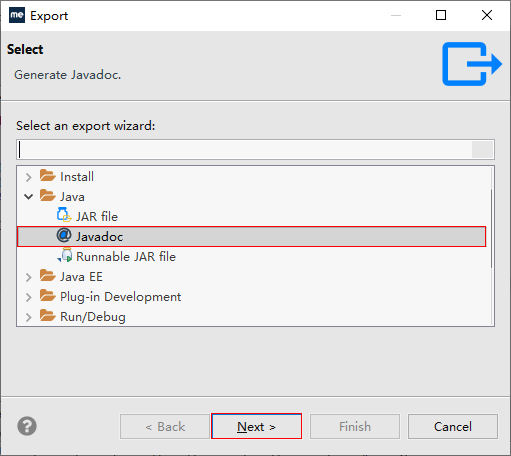 me Export
Select
Generate Javadoc.
Select an export wizard:
Install
Java
JAR file
@ Javadoc
Runnable JAR file
Java EE
Plug-in Development
Run/Debug
? < Back Next > Finish Cancel